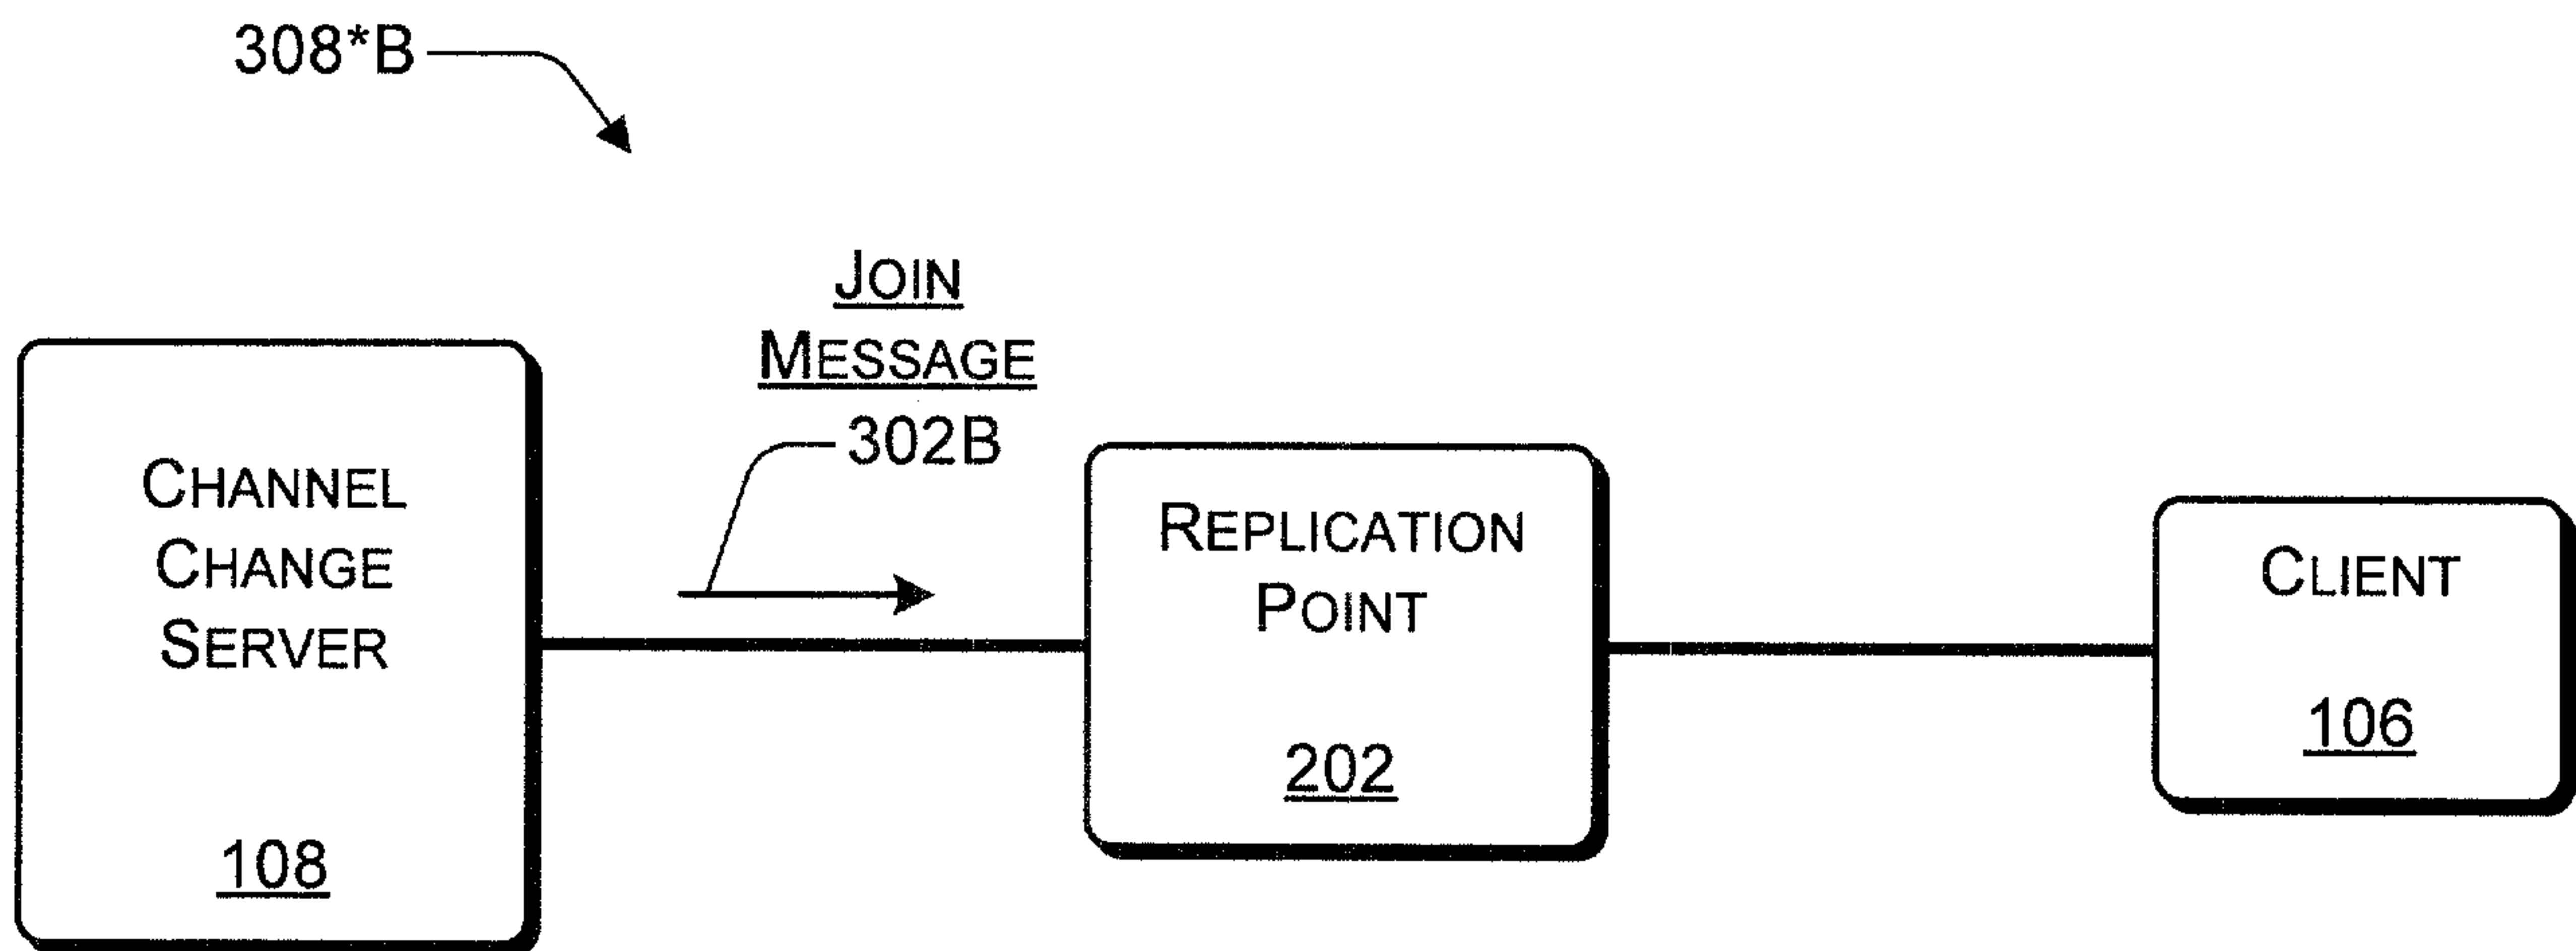 308*B
JOIN
MESSAGE
302B
CHANNEL
CHANGE
SERVER
108
REPLICATION
POINT
202
CLIENT
106